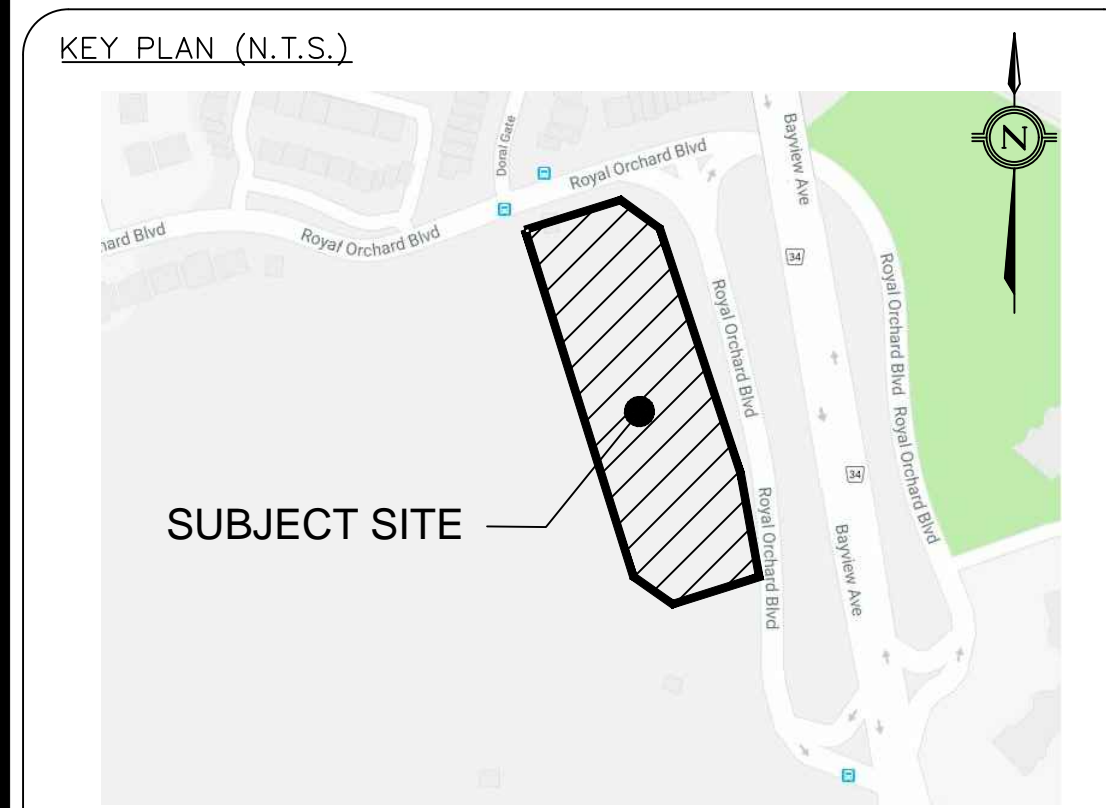 KEY PLAN (N.T.S.)
N
Doral Gate
Bayview Ave
Royal Orchard Blvd
hard Blvd
Royal Orchard Blvd
34
Royal Orchard Blvd
Royal Orchard Blvd
Royal Orchard Blvd
34
SUBJECT SITE
Royal Orchard Blvd
Bayview Ave